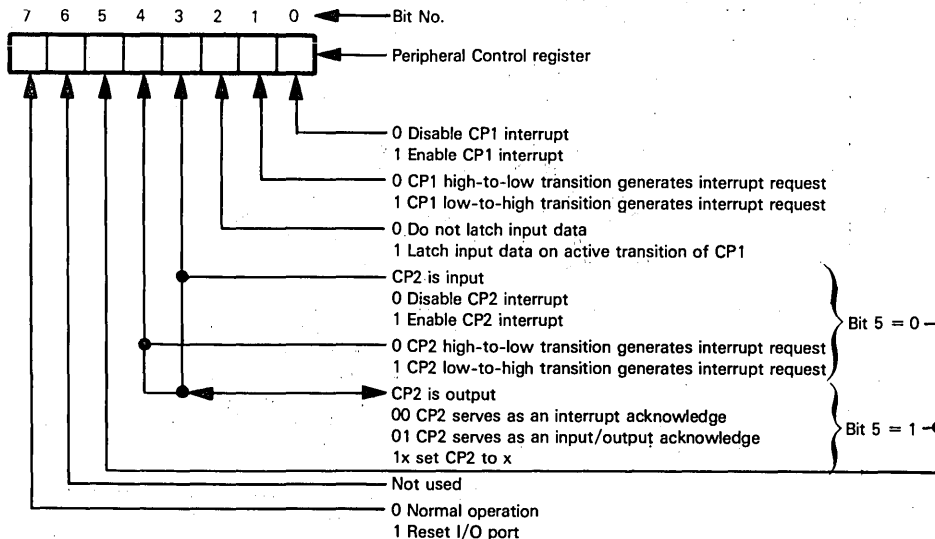 7 6 5 4 3 2 1 0 Bit No.
Peripheral Control register
0 Disable CP1 interrupt
1 Enable CP1 interrupt
0 CP1 high-to-low transition generates interrupt request
1 CP1 low-to-high transition generates interrupt request
0 Do not latch input data
1 Latch input data on active transition of CP1
CP2 is input
0 Disable CP2 interrupt
1 Enable CP2 interrupt
Bit 5 = 0
0 CP2 high-to-low transition generates interrupt request
1 CP2 low-to-high transition generates interrupt request
CP2 is output
00 CP2 serves as an interrupt acknowledge
01 CP2 serves as an input/output acknowledge
Bit 5 = 1
1x set CP2 to x
Not used
0 Normal operation
1 Reset I/O port